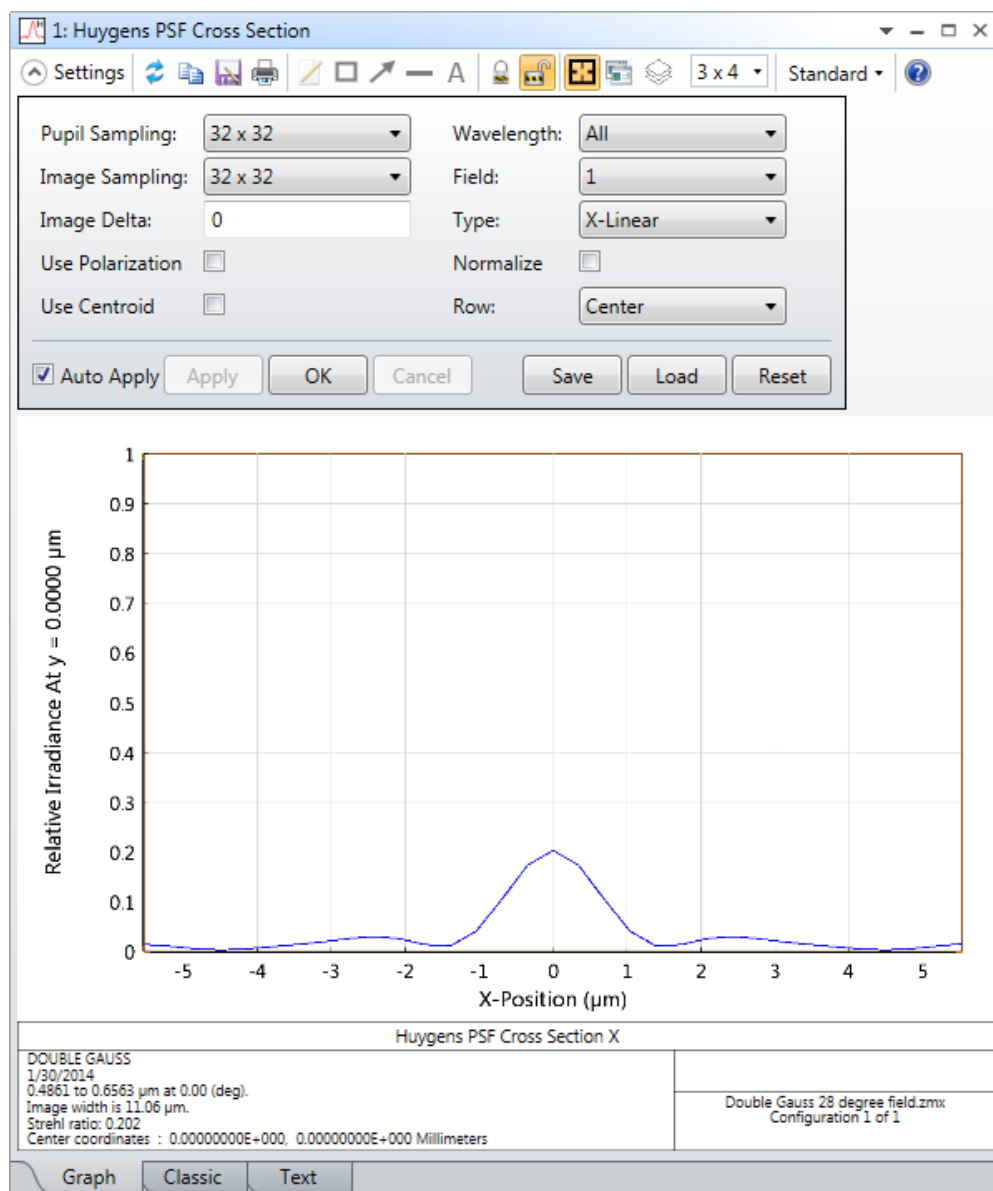 1: Huygens PSF Cross Section
Settings A 3 x 4 Standard
Pupil Sampling: 32 x 32 Wavelength: All
Image Sampling: 32 x 32 Field: 1
Image Delta: 0 Type: X-Linear
Use Polarization Normalize
Use Centroid Row: Center
Auto Apply Apply OK Cancel Save Load Reset
1
0.9
0.8
0.7
0.6
0.5
0.4
0.3
0.2
0.1
0
Relative Irradiance At y = 0.0000 µm
-5 -4 -3 -2 -1 0 1 2 3 4 5
X-Position (µm)
Huygens PSF Cross Section X
DOUBLE GAUSS
1/30/2014
0.4861 to 0.6563 µm at 0.00 (deg).
Image width is 11.06 µm.
Strehl ratio: 0.202
Center coordinates : 0.00000000E+000, 0.00000000E+000 Millimeters
Double Gauss 28 degree field.zmx
Configuration 1 of 1
Graph Classic Text